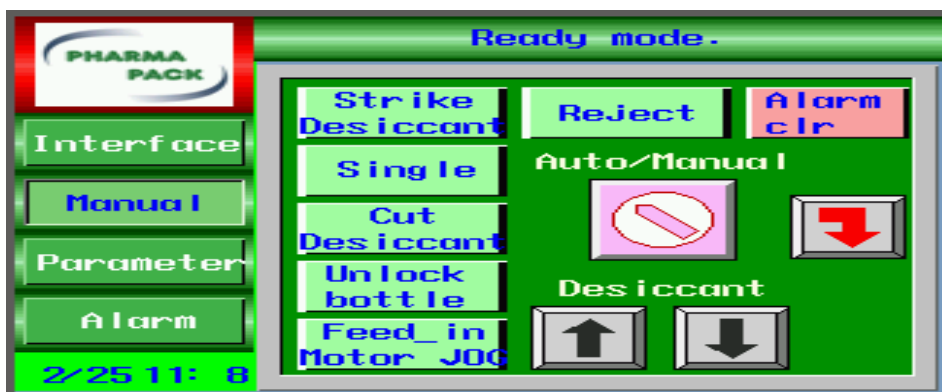 PHARMA
PACK
Ready mode.
Interface
Manual
Parameter
Alarm
2/25 11: 8
Strike
Desiccant
Single
Cut
Desiccant
Unlock
bottle
Feed_in
Motor JOG
Reject
Alarm
clr
Auto/Manual
Desiccant